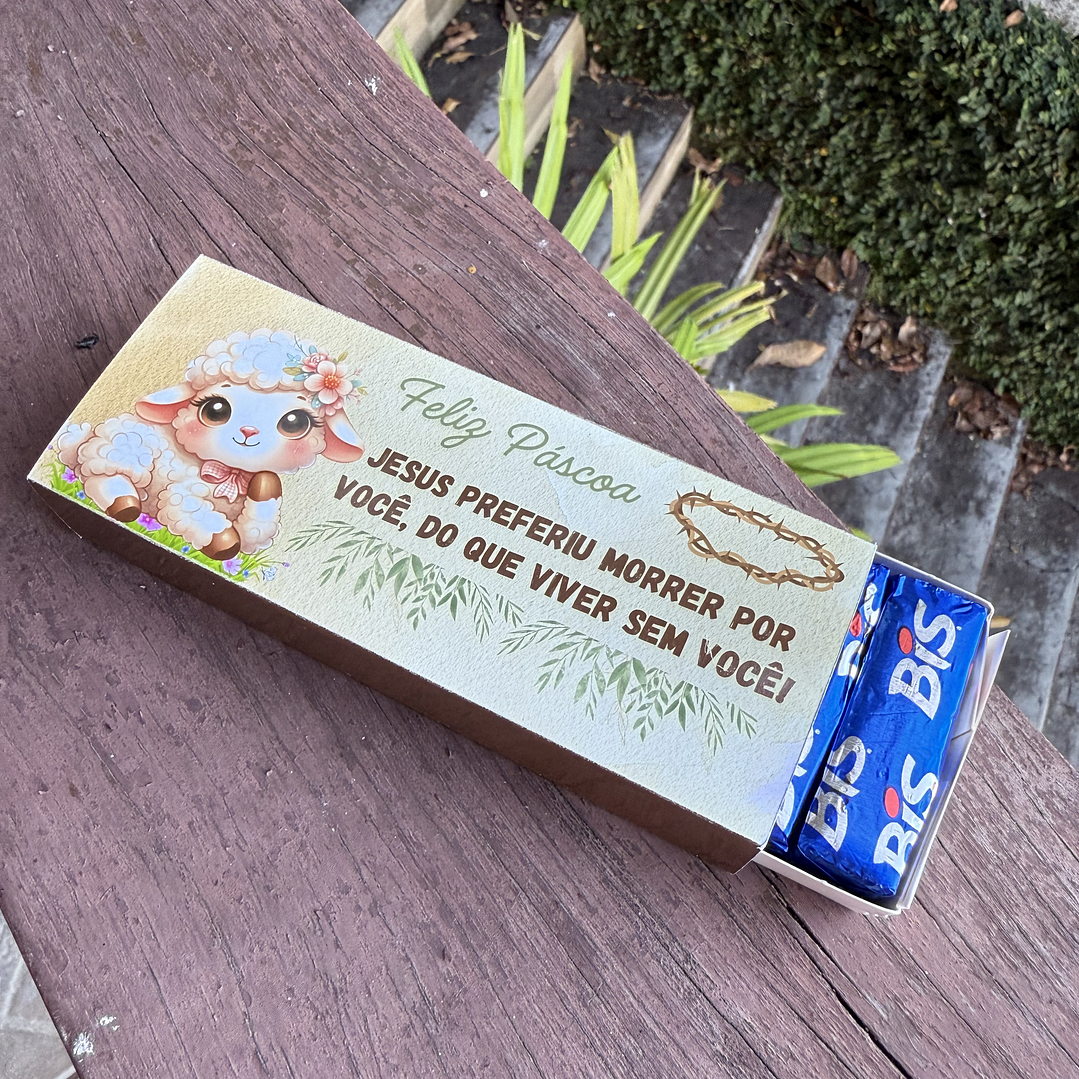 Feliz Páscoa
JESUS PREFERIU MORRER POR
VOCÊ, DO QUE VIVER SEM VOCÊ!
BIS
BIS
BIS
BIS